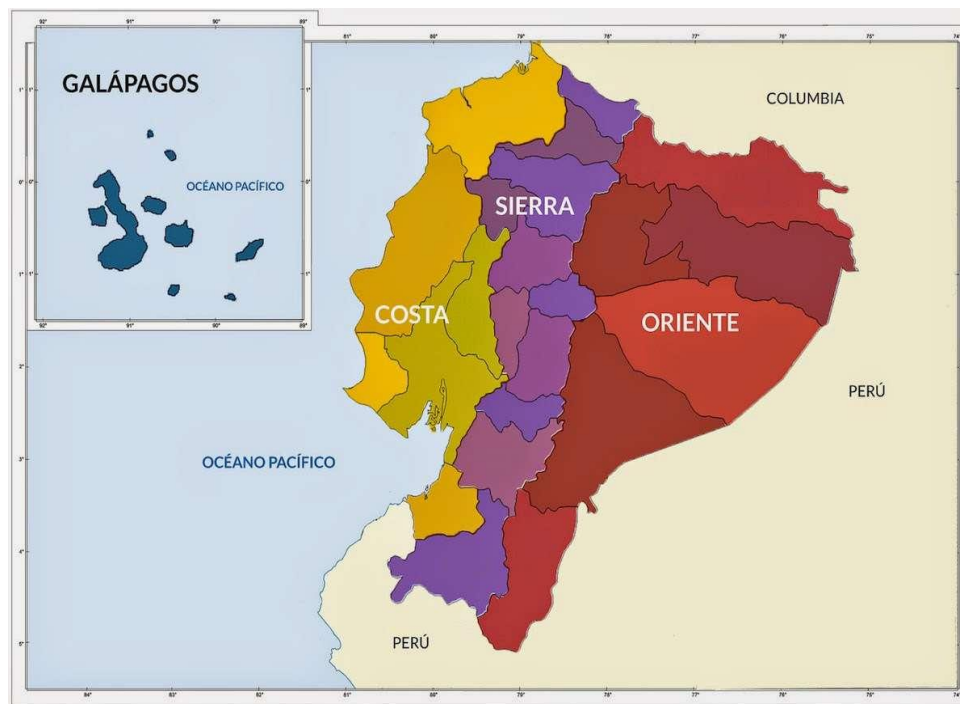 GALÁPAGOS
OCÉANO PACÍFICO
COLUMBIA
SIERRA
COSTA
ORIENTE
PERÚ
OCÉANO PACÍFICO
PERÚ